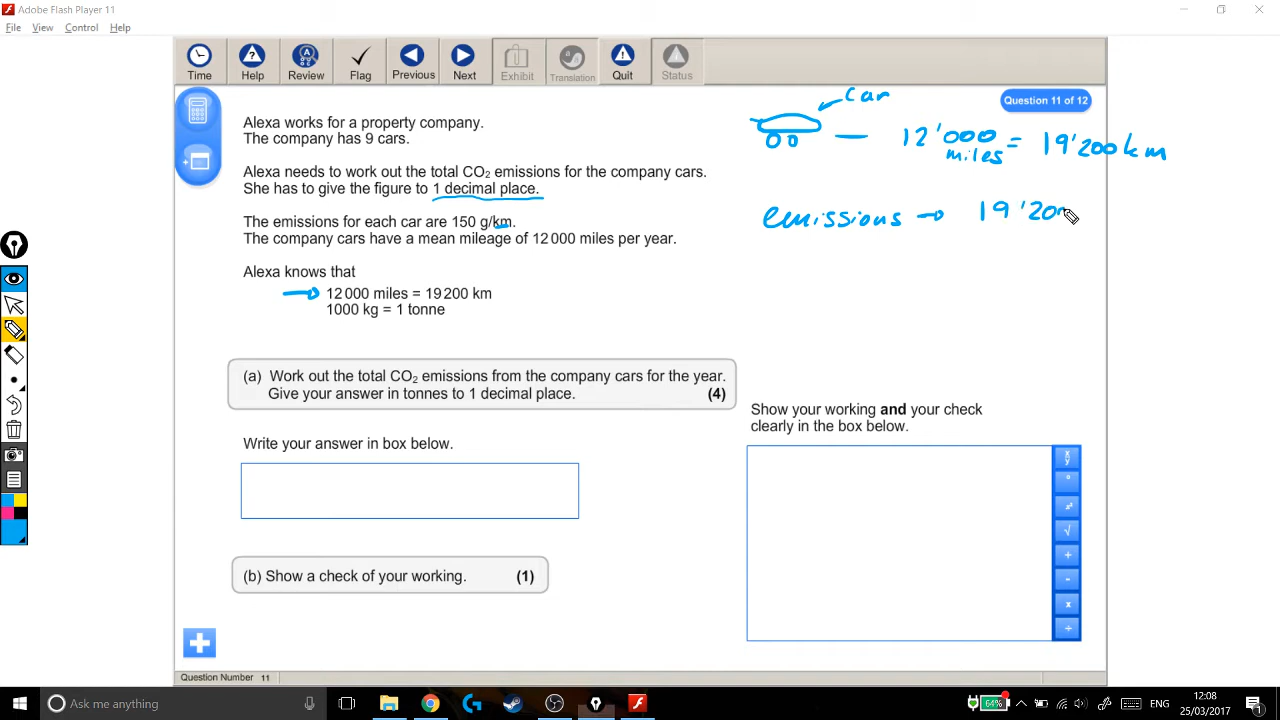 Adobe Flash Player 11
File View Control Help
Time Help Review Flag Previous Next Exhibit Translation Quit Status
Question 11 of 12
Alexa works for a property company.
The company has 9 cars.
Alexa needs to work out the total CO₂ emissions for the company cars.
She has to give the figure to 1 decimal place.
The emissions for each car are 150 g/km.
The company cars have a mean mileage of 12 000 miles per year.
Alexa knows that
12 000 miles = 19 200 km
1000 kg = 1 tonne
car
12'000 miles = 19'200 km
emissions → 19'200
(a) Work out the total CO₂ emissions from the company cars for the year.
Give your answer in tonnes to 1 decimal place. (4)
Write your answer in box below.
(b) Show a check of your working. (1)
Show your working and your check
clearly in the box below.
x/y
°
x²
√
+
-
x
÷
Question Number 11
Ask me anything
64%
ENG
12:08
25/03/2017
1